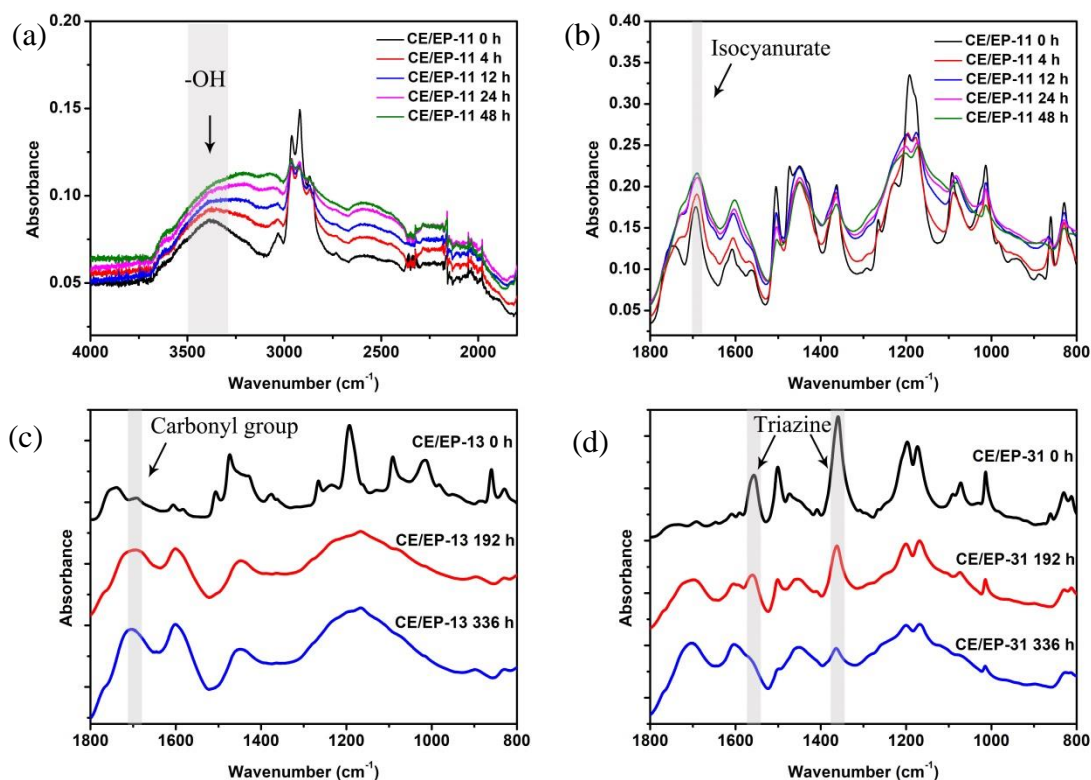 (a)
0.20
0.15
0.10
0.05
Absorbance
-OH
CE/EP-11 0 h
CE/EP-11 4 h
CE/EP-11 12 h
CE/EP-11 24 h
CE/EP-11 48 h
4000 3500 3000 2500 2000
Wavenumber (cm-1)
(b)
0.40
0.35
0.30
0.25
0.20
0.15
0.10
0.05
Absorbance
Isocyanurate
CE/EP-11 0 h
CE/EP-11 4 h
CE/EP-11 12 h
CE/EP-11 24 h
CE/EP-11 48 h
1800 1600 1400 1200 1000 800
Wavenumber (cm-1)
(c)
Absorbance
Carbonyl group
CE/EP-13 0 h
CE/EP-13 192 h
CE/EP-13 336 h
1800 1600 1400 1200 1000 800
Wavenumber (cm-1)
(d)
Absorbance
Triazine
CE/EP-31 0 h
CE/EP-31 192 h
CE/EP-31 336 h
1800 1600 1400 1200 1000 800
Wavenumber (cm-1)